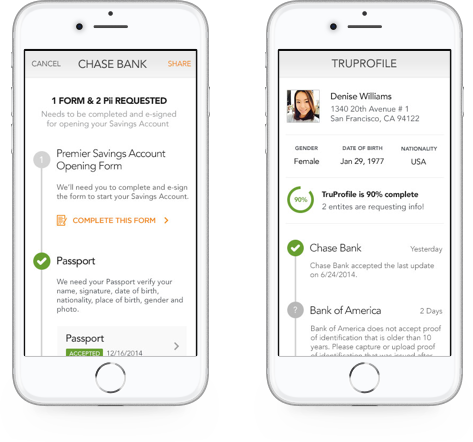 CANCEL CHASE BANK SHARE
1 FORM & 2 Pii REQUESTED
Needs to be completed and e-signed
for opening your Savings Account
1
Premier Savings Account
Opening Form
We'll need you to complete and e-sign
the form to start your Savings Account.
COMPLETE THIS FORM
Passport
We need your Passport verify your
name, signature, date of birth,
nationality, place of birth, gender and
photo.
Passport
ACCEPTED 12/16/2014
TRUPROFILE
Denise Williams
1340 20th Avenue # 1
San Francisco, CA 94122
GENDER DATE OF BIRTH NATIONALITY
Female Jan 29, 1977 USA
90%
TruProfile is 90% complete
2 entites are requesting info!
Chase Bank Yesterday
Chase Bank accepted the last update
on 6/24/2014.
?
Bank of America 2 Days
Bank of America does not accept proof
of identification that is older than 10
years. Please capture or upload proof
of identification that was issued after